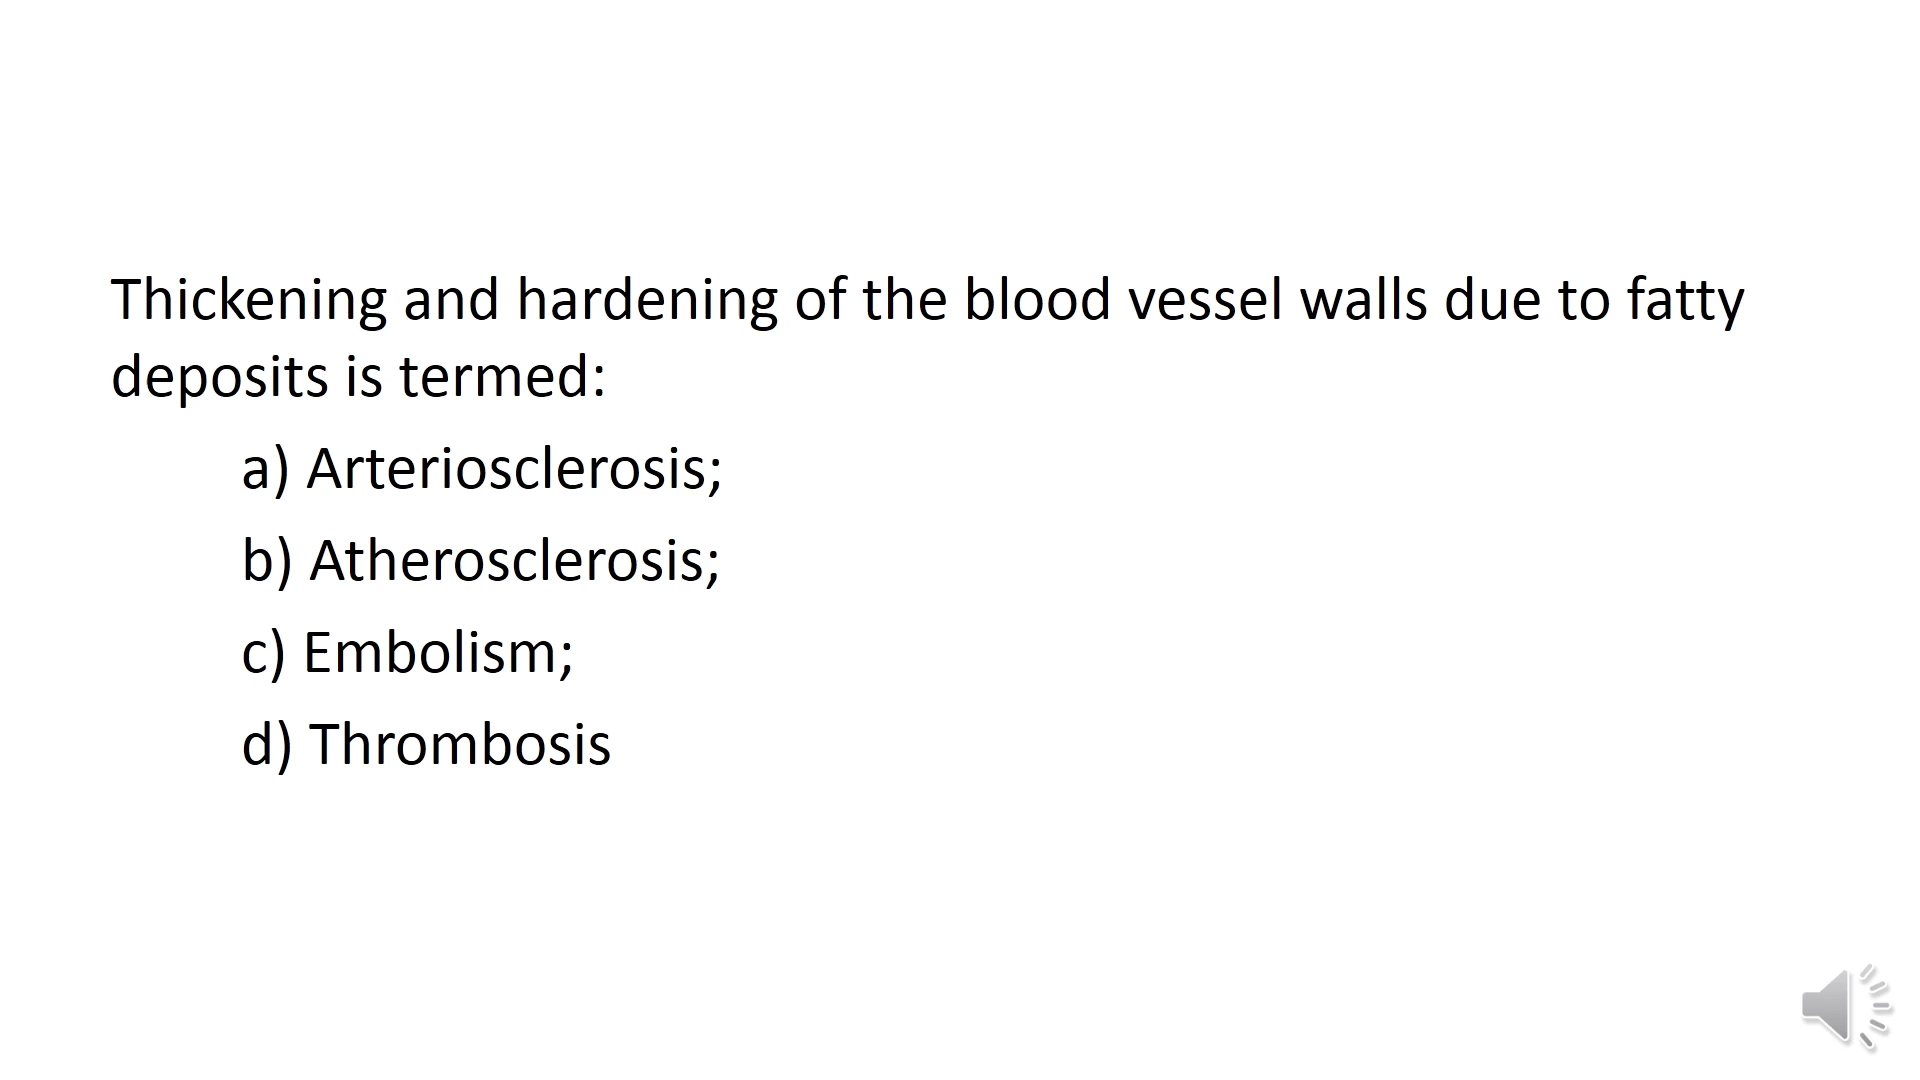 Thickening and hardening of the blood vessel walls due to fatty
deposits is termed:
a) Arteriosclerosis;
b) Atherosclerosis;
c) Embolism;
d) Thrombosis